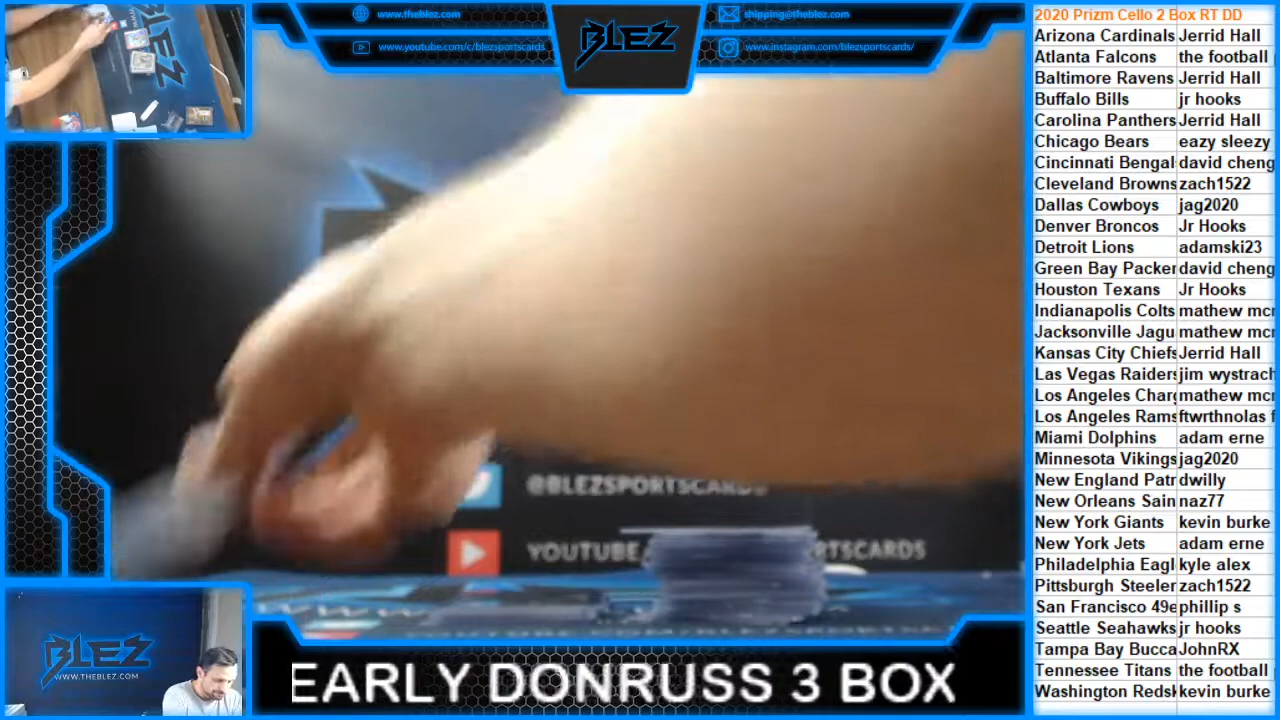 www.theblez.com
shipping@theblez.com
www.youtube.com/c/blezsportscards
www.instagram.com/blezsportscards/
BLEZ
BLEZ
@BLEZSPORTSCARDS
YOUTUBE RTSCARDS
BLEZ
WWW.THEBLEZ.COM
EARLY DONRUSS 3 BOX
2020 Prizm Cello 2 Box RT DD
Arizona Cardinals Jerrid Hall
Atlanta Falcons the football
Baltimore Ravens Jerrid Hall
Buffalo Bills jr hooks
Carolina Panthers Jerrid Hall
Chicago Bears eazy sleezy
Cincinnati Bengal david cheng
Cleveland Browns zach1522
Dallas Cowboys jag2020
Denver Broncos Jr Hooks
Detroit Lions adamski23
Green Bay Packer david cheng
Houston Texans Jr Hooks
Indianapolis Colts mathew mcr
Jacksonville Jagu mathew mcr
Kansas City Chiefs Jerrid Hall
Las Vegas Raiders jim wystrach
Los Angeles Charg mathew mcr
Los Angeles Rams ftwrthnolas f
Miami Dolphins adam erne
Minnesota Vikings jag2020
New England Patr dwilly
New Orleans Sain naz77
New York Giants kevin burke
New York Jets adam erne
Philadelphia Eagl kyle alex
Pittsburgh Steeler zach1522
San Francisco 49e phillip s
Seattle Seahawks jr hooks
Tampa Bay Bucca JohnRX
Tennessee Titans the football
Washington Redsk kevin burke